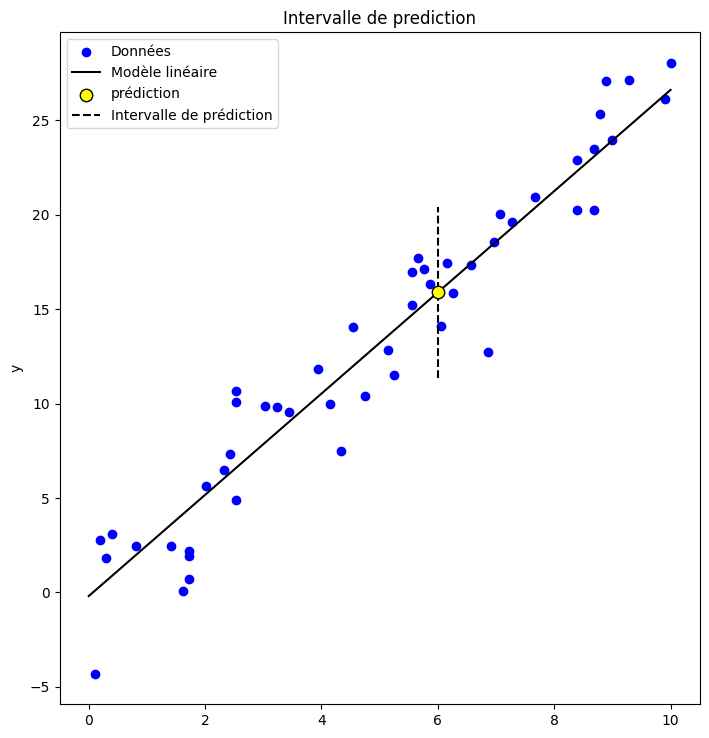 Intervalle de prediction
Données
Modèle linéaire
prédiction
Intervalle de prédiction
25
20
15
10
5
0
−5
y
0 2 4 6 8 10